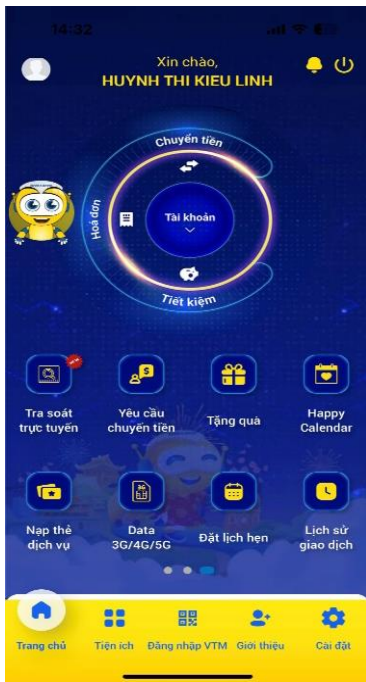 14:32
Xin chào,
HUYNH THI KIEU LINH
Chuyển tiền
Hoá đơn
Tài khoản
Tiết kiệm
Tra soát
trực tuyến
Yêu cầu
chuyển tiền
Tặng quà
Happy
Calendar
Nạp thẻ
dịch vụ
Data
3G/4G/5G
Đặt lịch hẹn
Lịch sử
giao dịch
Trang chủ
Tiện ích
Đăng nhập VTM
Giới thiệu
Cài đặt